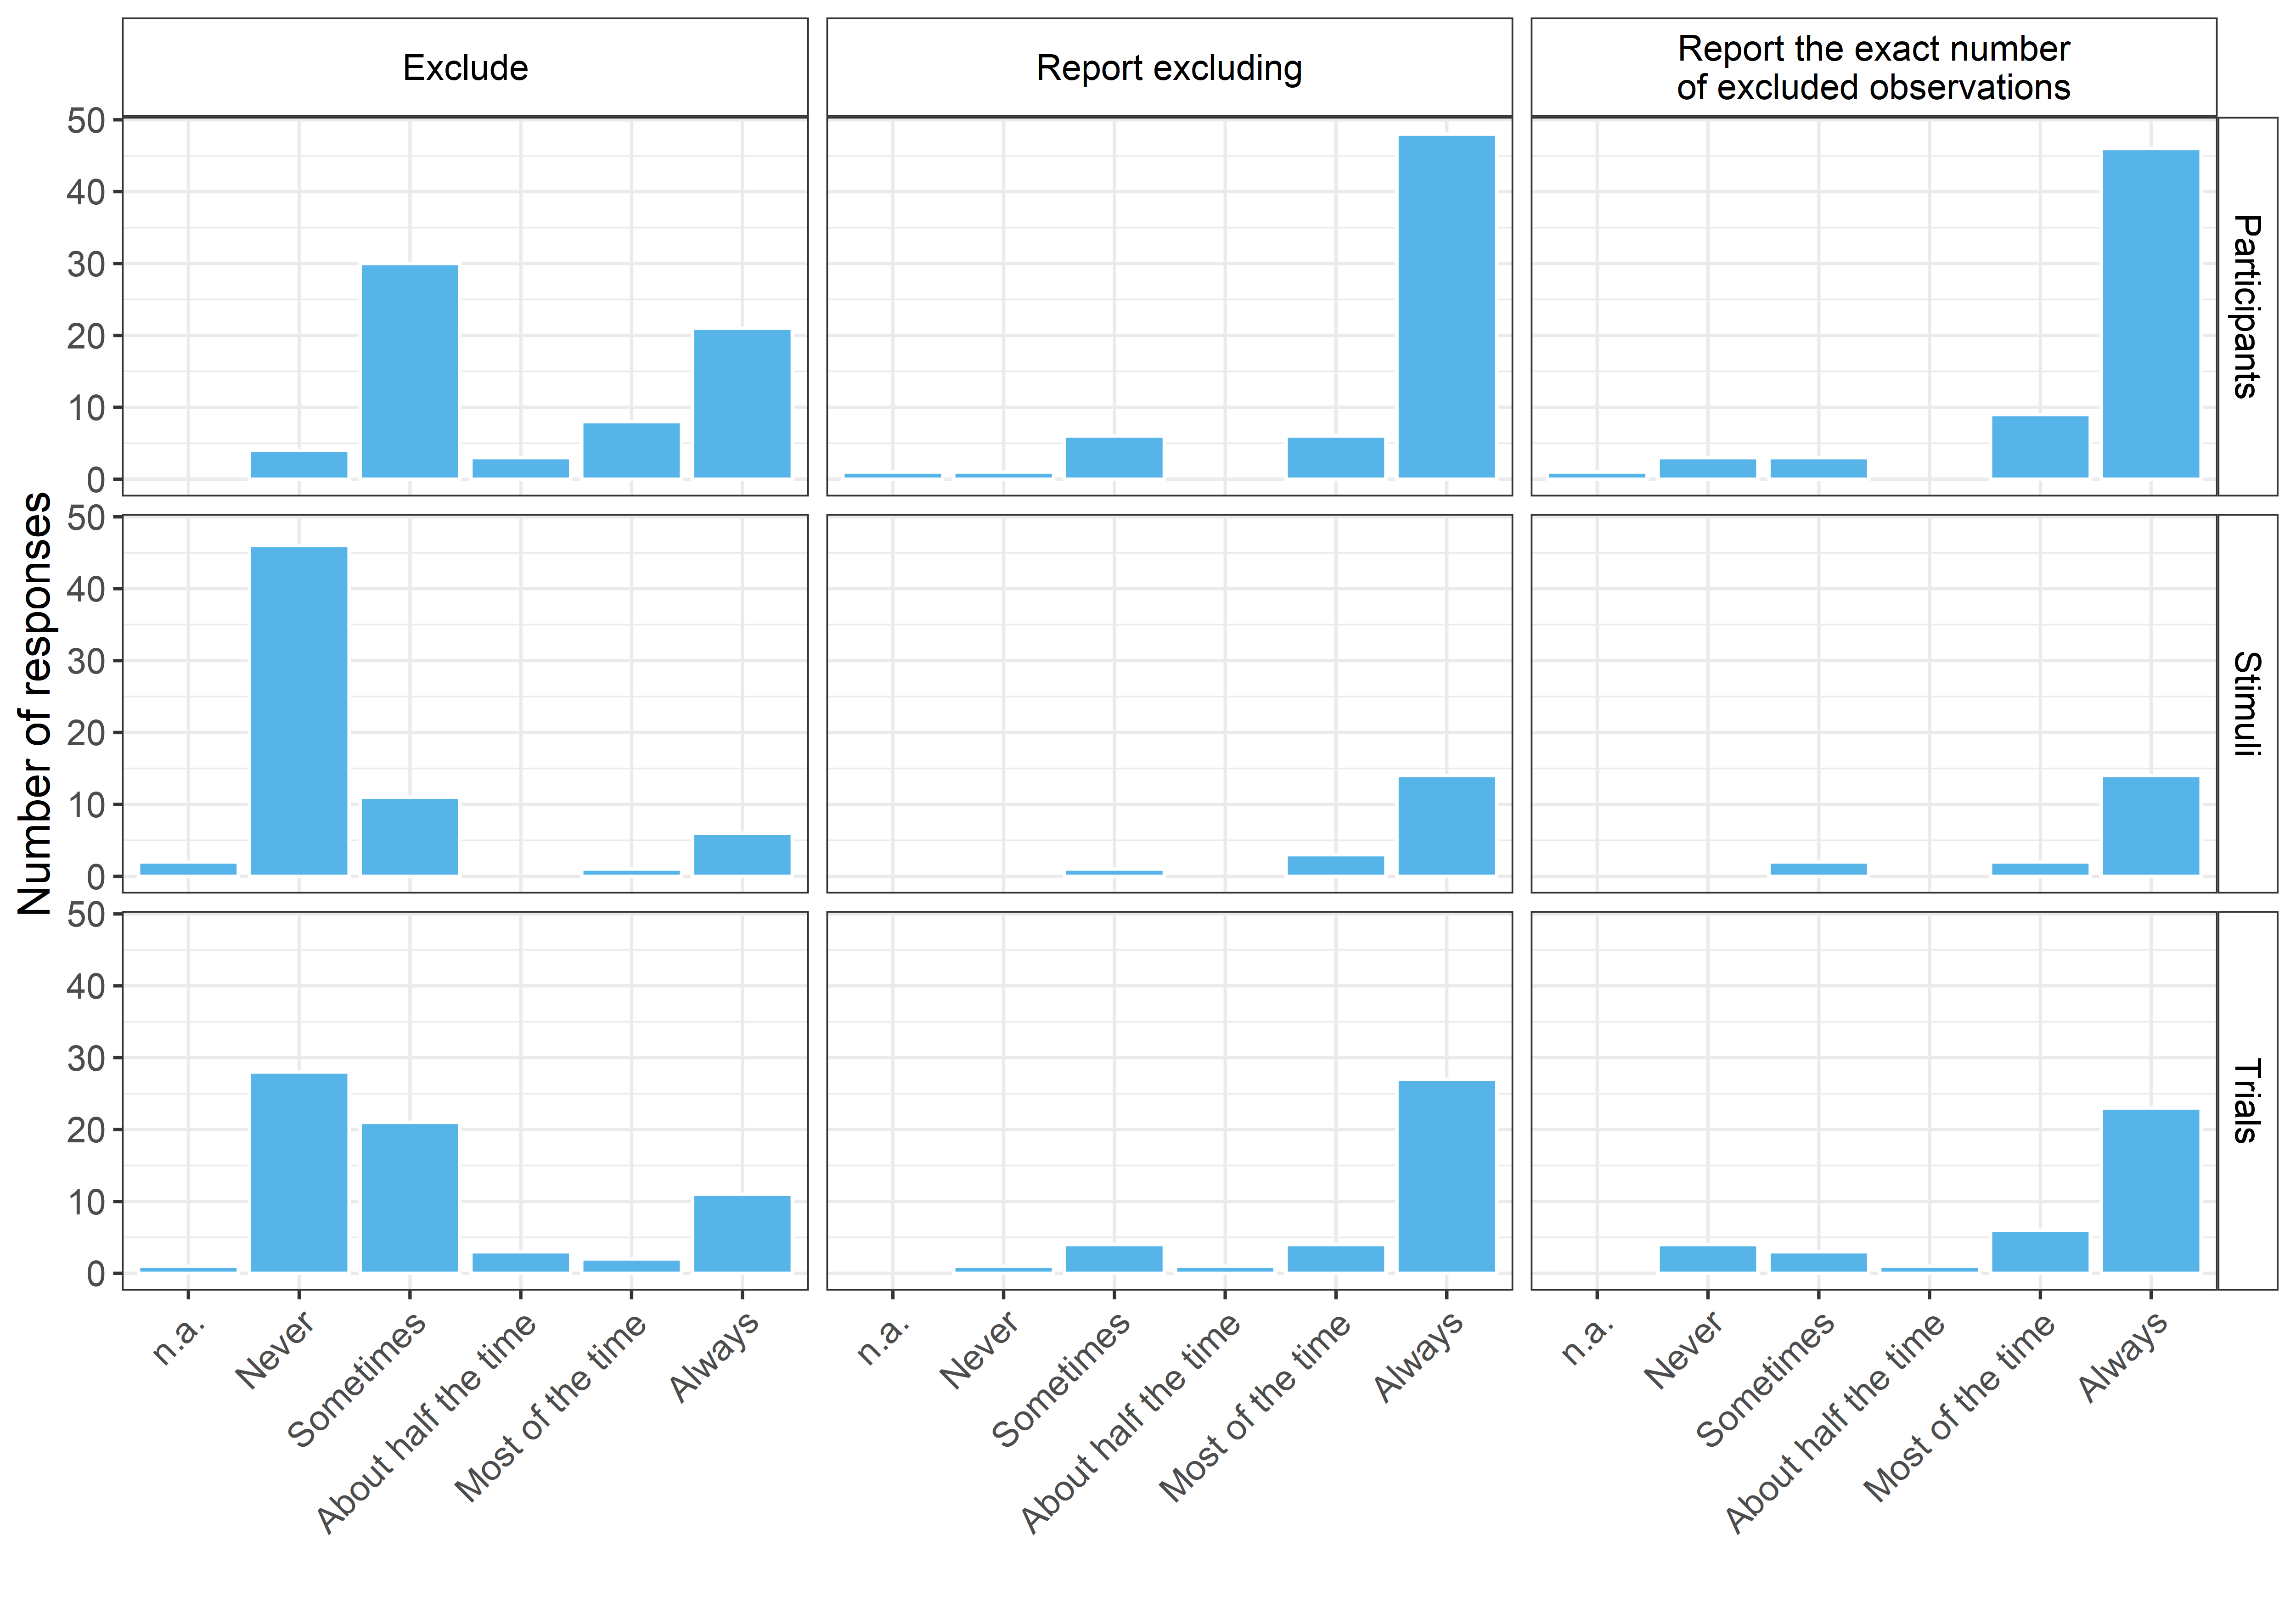 Exclude
Report excluding
Report the exact number
of excluded observations
Number of responses
50
40
30
20
10
0
Participants
50
40
30
20
10
0
Stimuli
50
40
30
20
10
0
Trials
n.a.
Never
Sometimes
About half the time
Most of the time
Always
n.a.
Never
Sometimes
About half the time
Most of the time
Always
n.a.
Never
Sometimes
About half the time
Most of the time
Always